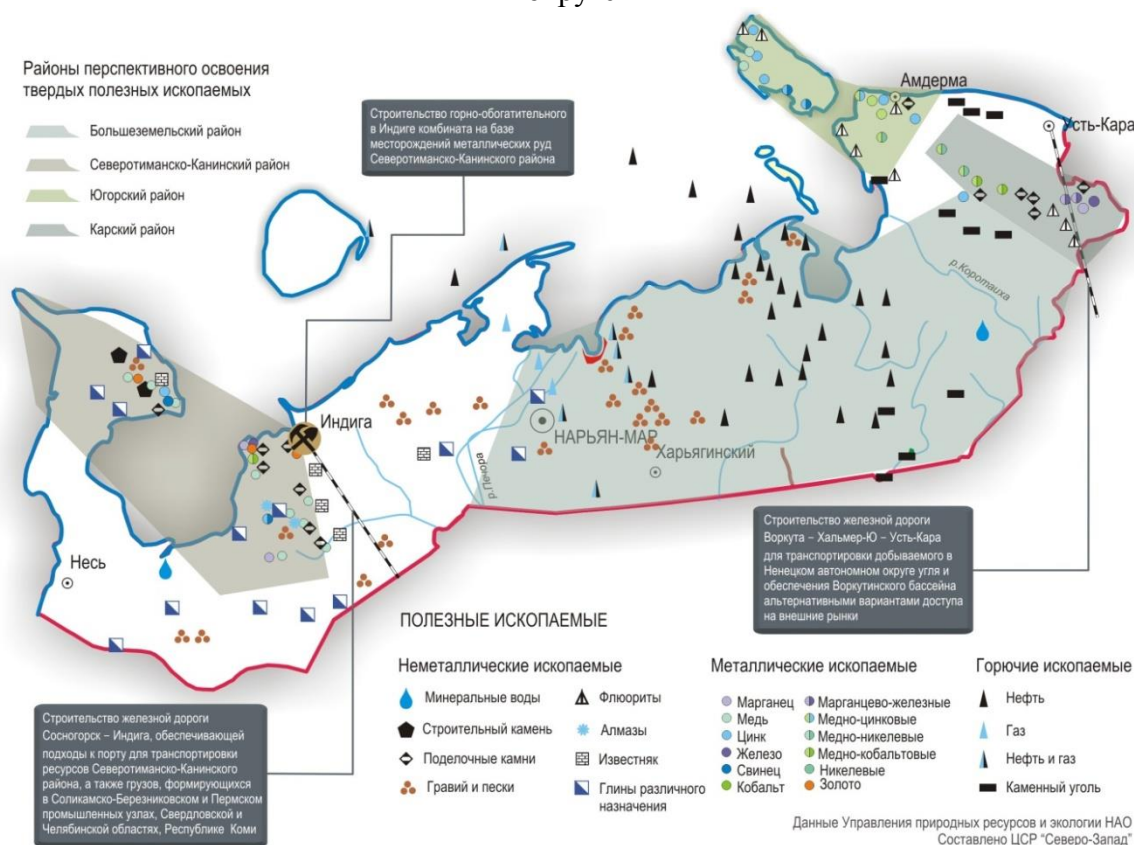 Районы перспективного освоения
твердых полезных ископаемых
Большеземельский район
Северотиманско-Канинский район
Югорский район
Карский район
Строительство горно-обогатительного
в Индиге комбината на базе
месторождений металлических руд
Северотиманско-Канинского района
Амдерма
Усть-Кара
р.Коротаиха
Индига
НАРЬЯН-МАР
Харьягинский
р.Печора
Несь
Строительство железной дороги
Воркута – Хальмер-Ю – Усть-Кара
для транспортировки добываемого в
Ненецком автономном округе угля и
обеспечения Воркутинского бассейна
альтернативными вариантами доступа
на внешние рынки
Строительство железной дороги
Сосногорск – Индига, обеспечивающей
подходы к порту для транспортировки
ресурсов Северотиманско-Канинского
района, а также грузов, формирующихся
в Соликамско-Березниковском и Пермском
промышленных узлах, Свердловской и
Челябинской областях, Республике Коми
ПОЛЕЗНЫЕ ИСКОПАЕМЫЕ
Неметаллические ископаемые
Минеральные воды
Строительный камень
Поделочные камни
Гравий и пески
Флюориты
Алмазы
Известняк
Глины различного
назначения
Металлические ископаемые
Марганец
Медь
Цинк
Железо
Свинец
Кобальт
Марганцево-железные
Медно-цинковые
Медно-никелевые
Медно-кобальтовые
Никелевые
Золото
Горючие ископаемые
Нефть
Газ
Нефть и газ
Каменный уголь
Данные Управления природных ресурсов и экологии НАО
Составлено ЦСР "Северо-Запад"